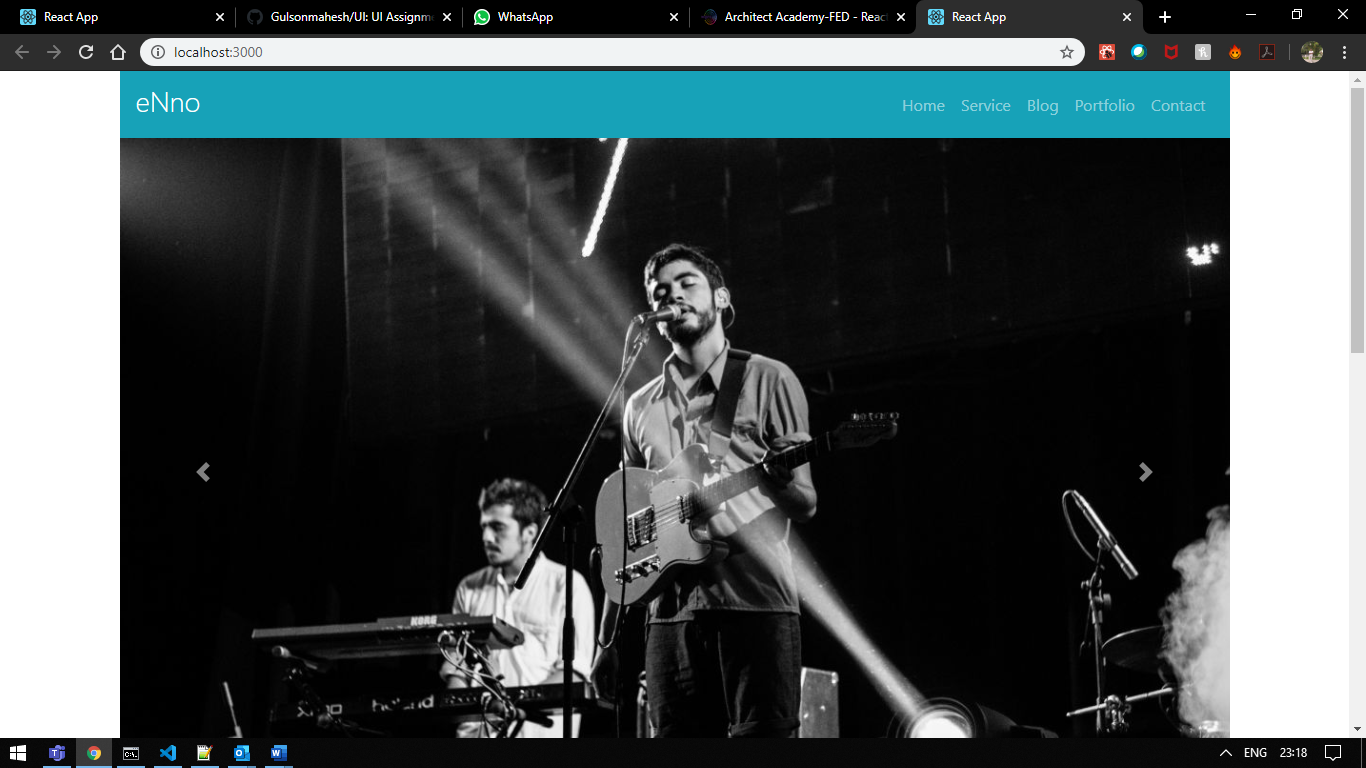 React App
Gulsonmahesh/UI: UI Assignme
WhatsApp
Architect Academy-FED - Reac
React App
localhost:3000
eNno
Home Service Blog Portfolio Contact
KORG
ENG 23:18